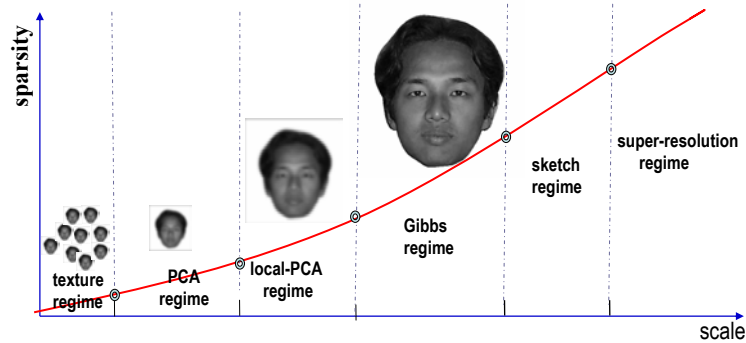 sparsity
texture
regime
PCA
regime
local-PCA
regime
Gibbs
regime
sketch
regime
super-resolution
regime
scale